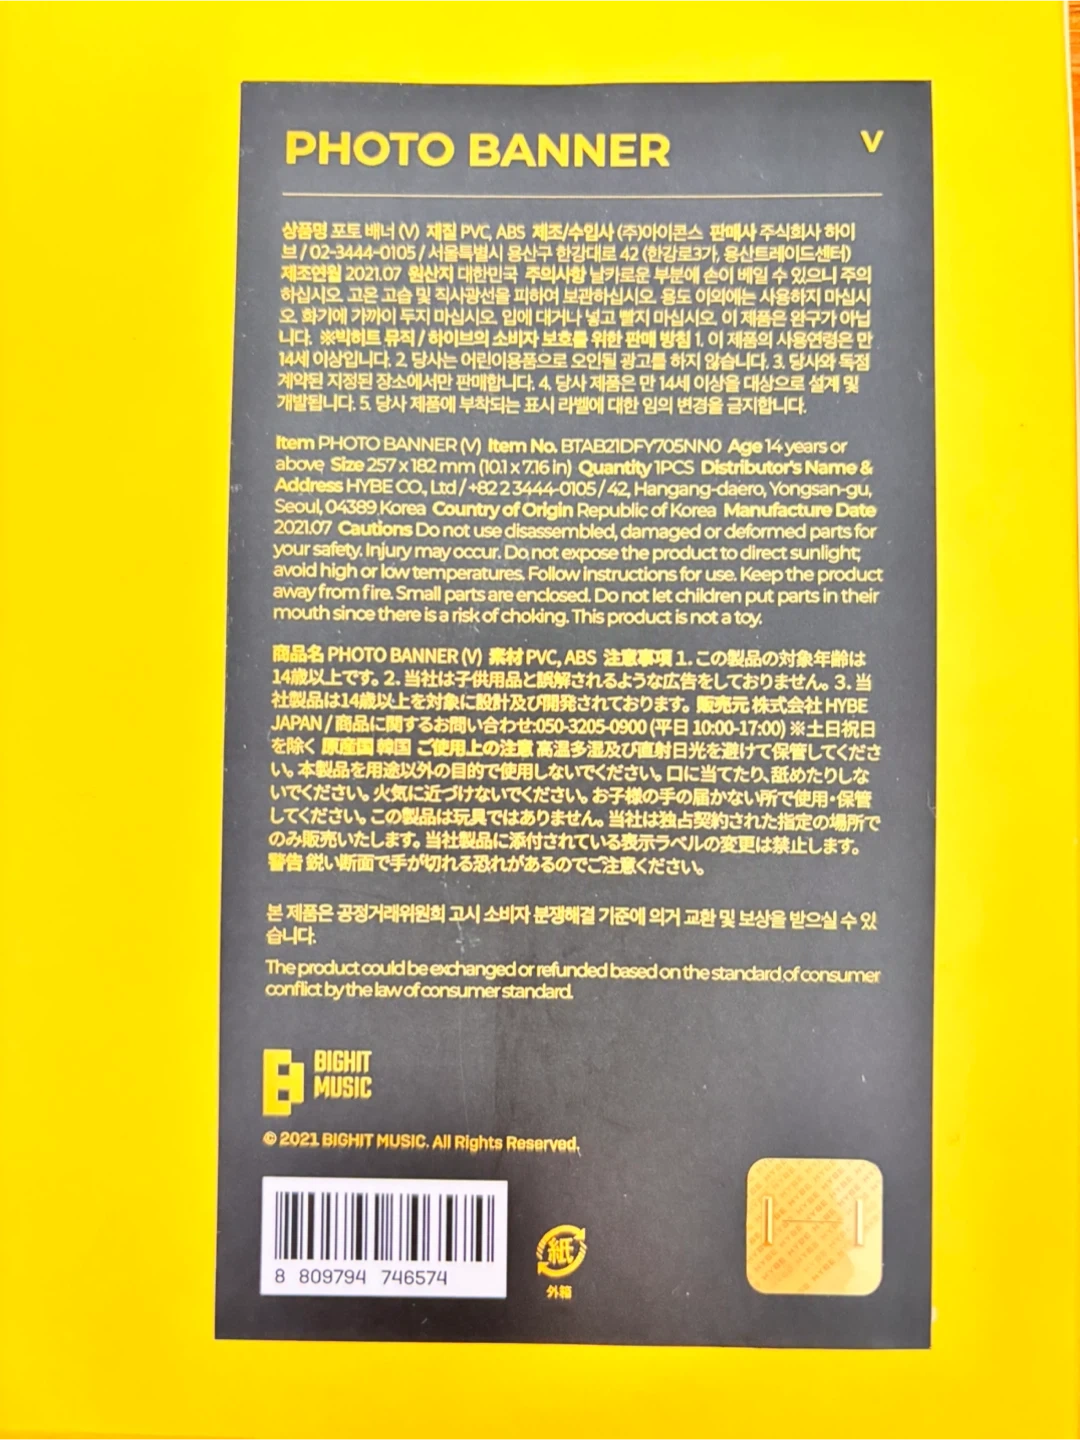 PHOTO BANNER
V
상품명 포토 배너 (V) 재질 PVC, ABS 제조/수입사 (주)아이콘스 판매사 주식회사 하이
브 / 02-3444-0105 / 서울특별시 용산구 한강대로 42 (한강로3가, 용산트레이드센터)
제조연월 2021.07 원산지 대한민국 주의사항 날카로운 부분에 손이 베일 수 있으니 주의
하십시오. 고온 고습 및 직사광선을 피하여 보관하십시오. 용도 이외에는 사용하지 마십시
오. 화기에 가까이 두지 마십시오. 입에 대거나 넣고 빨지 마십시오. 이 제품은 완구가 아닙
니다. ※빅히트 뮤직 / 하이브의 소비자 보호를 위한 판매 방침 1. 이 제품의 사용연령은 만
14세 이상입니다. 2. 당사는 어린이용품으로 오인될 광고를 하지 않습니다. 3. 당사와 독점
계약된 지정된 장소에서만 판매합니다. 4. 당사 제품은 만 14세 이상을 대상으로 설계 및
개발됩니다. 5. 당사 제품에 부착되는 표시 라벨에 대한 임의 변경을 금지합니다.
Item PHOTO BANNER (V) Item No. BTAB21DFY705NN0 Age 14 years or
above Size 257 x 182 mm (10.1 x 7.16 in) Quantity 1PCS Distributor's Name &
Address HYBE CO., Ltd / +82 2 3444-0105 / 42, Hangang-daero, Yongsan-gu,
Seoul, 04389 Korea Country of Origin Republic of Korea Manufacture Date
2021.07 Cautions Do not use disassembled, damaged or deformed parts for
your safety. Injury may occur. Do not expose the product to direct sunlight;
avoid high or low temperatures. Follow instructions for use. Keep the product
away from fire. Small parts are enclosed. Do not let children put parts in their
mouth since there is a risk of choking. This product is not a toy.
商品名 PHOTO BANNER (V) 素材 PVC, ABS 注意事項 1. この製品の対象年齢は
14歳以上です。2. 当社は子供用品と誤解されるような広告をしておりません。3. 当
社製品は14歳以上を対象に設計及び開発されております。販売元 株式会社 HYBE
JAPAN / 商品に関するお問い合わせ:050-3205-0900 (平日 10:00-17:00) ※土日祝日
を除く 原産国 韓国 ご使用上の注意 高温多湿及び直射日光を避けて保管してくださ
い。本製品を用途以外の目的で使用しないでください。口に当てたり、舐めたりしな
いでください。火気に近づけないでください。お子様の手の届かない所で使用・保管
してください。この製品は玩具ではありません。当社は独占契約された指定の場所で
のみ販売いたします。当社製品に添付されている表示ラベルの変更は禁止します。
警告 鋭い断面で手が切れる恐れがあるのでご注意ください。
본 제품은 공정거래위원회 고시 소비자 분쟁해결 기준에 의거 교환 및 보상을 받으실 수 있
습니다.
The product could be exchanged or refunded based on the standard of consumer
conflict by the law of consumer standard.
BIGHIT
MUSIC
© 2021 BIGHIT MUSIC. All Rights Reserved.
8 809794 746574
紙
外箱
HYBE